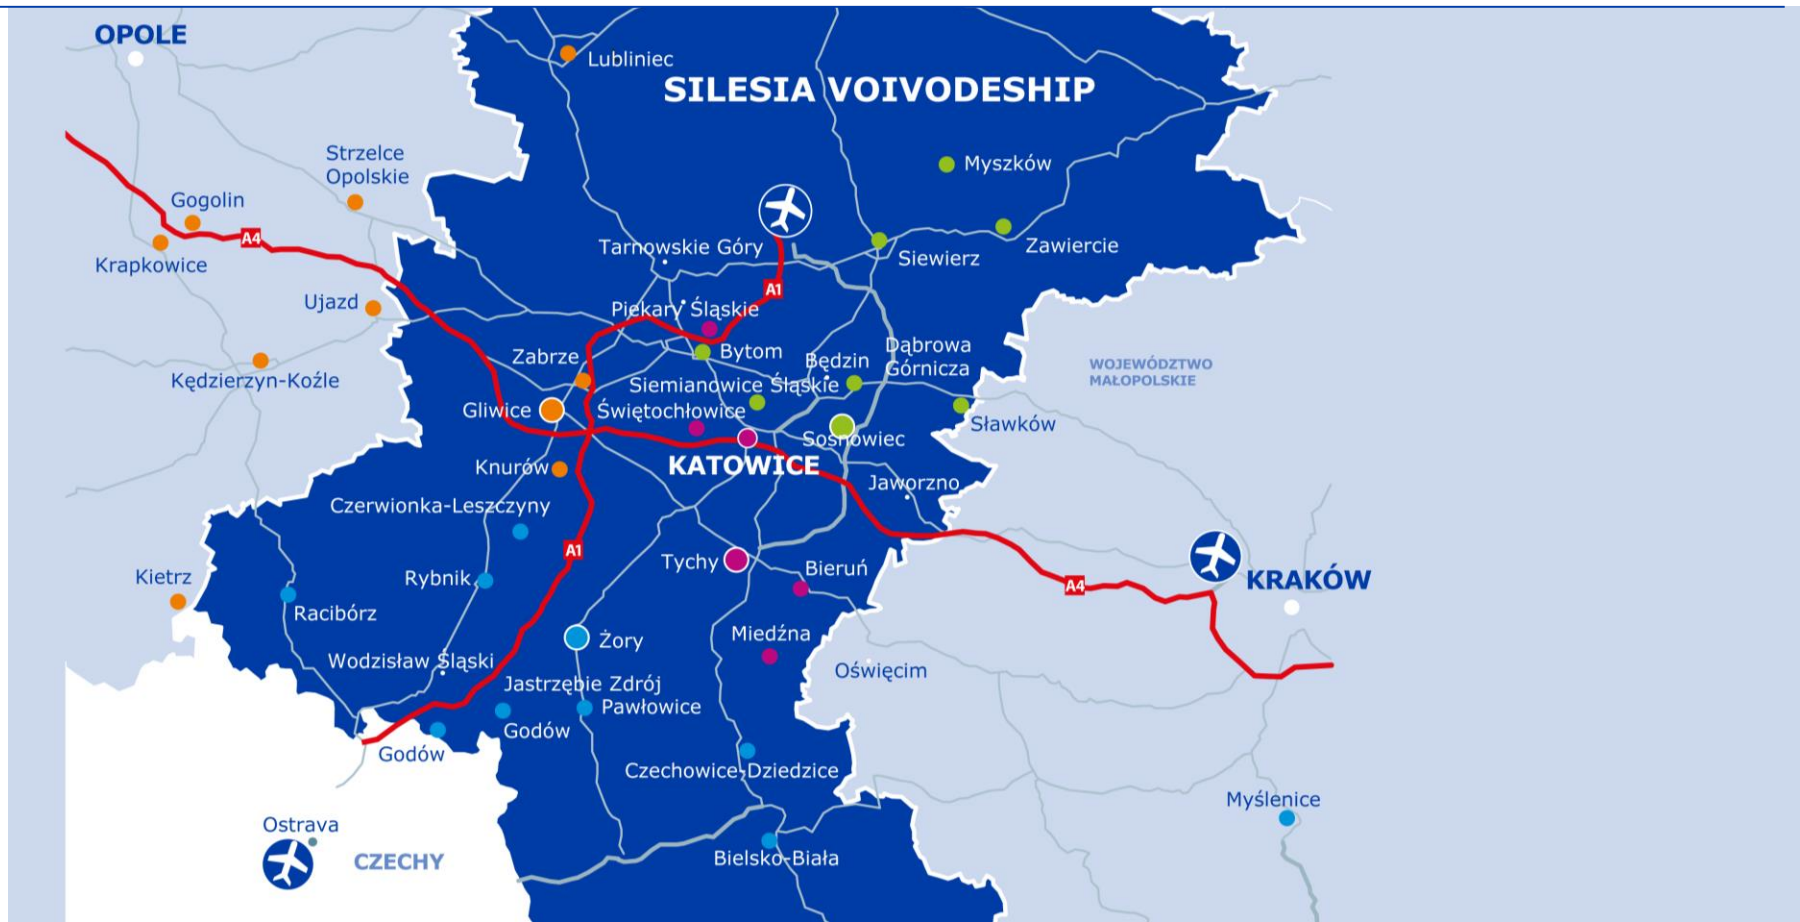 OPOLE
Lubliniec
SILESIA VOIVODESHIP
Strzelce
Opolskie
Myszków
Gogolin
A4
Zawiercie
Tarnowskie Góry
Siewierz
Krapkowice
A1
Ujazd
Piekary Śląskie
Zabrze
Bytom
Będzin
Dąbrowa
Górnicza
WOJEWÓDZTWO
MAŁOPOLSKIE
Kędzierzyn-Koźle
Siemianowice Śląskie
Gliwice
Świętochłowice
Sosnowiec
Sławków
KATOWICE
Knurów
Jaworzno
Czerwionka-Leszczyny
A1
Tychy
Bieruń
Kietrz
Rybnik
A4
KRAKÓW
Racibórz
Żory
Miedźna
Wodzisław Śląski
Oświęcim
Jastrzębie Zdrój
Pawłowice
Godów
Godów
Czechowice-Dziedzice
Myślenice
Ostrava
CZECHY
Bielsko-Biała